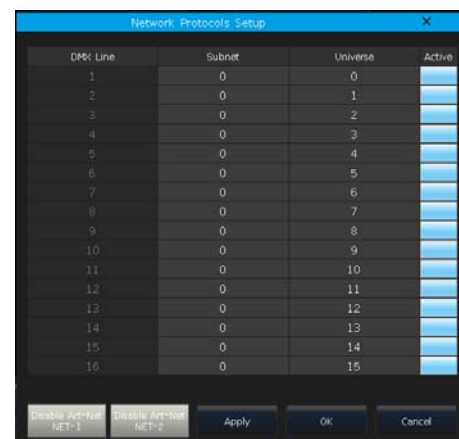 Network Protocols Setup ×
DMX Line Subnet Universe Active
1 0 0
2 0 1
3 0 2
4 0 3
5 0 4
6 0 5
7 0 6
8 0 7
9 0 8
10 0 9
11 0 10
12 0 11
13 0 12
14 0 13
15 0 14
16 0 15
Disable Art-Net Disable Art-Net
NET-1 NET-2 Apply OK Cancel